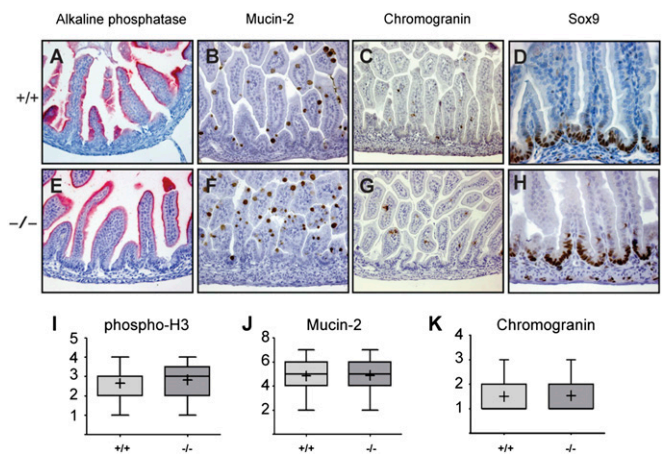 Alkaline phosphatase Mucin-2 Chromogranin Sox9
+/+ A B C D
-/- E F G H
I phospho-H3 J Mucin-2 K Chromogranin
5 8 4
4 6 3
3 4 2
2 2 1
1
+/+ -/- +/+ -/- +/+ -/-